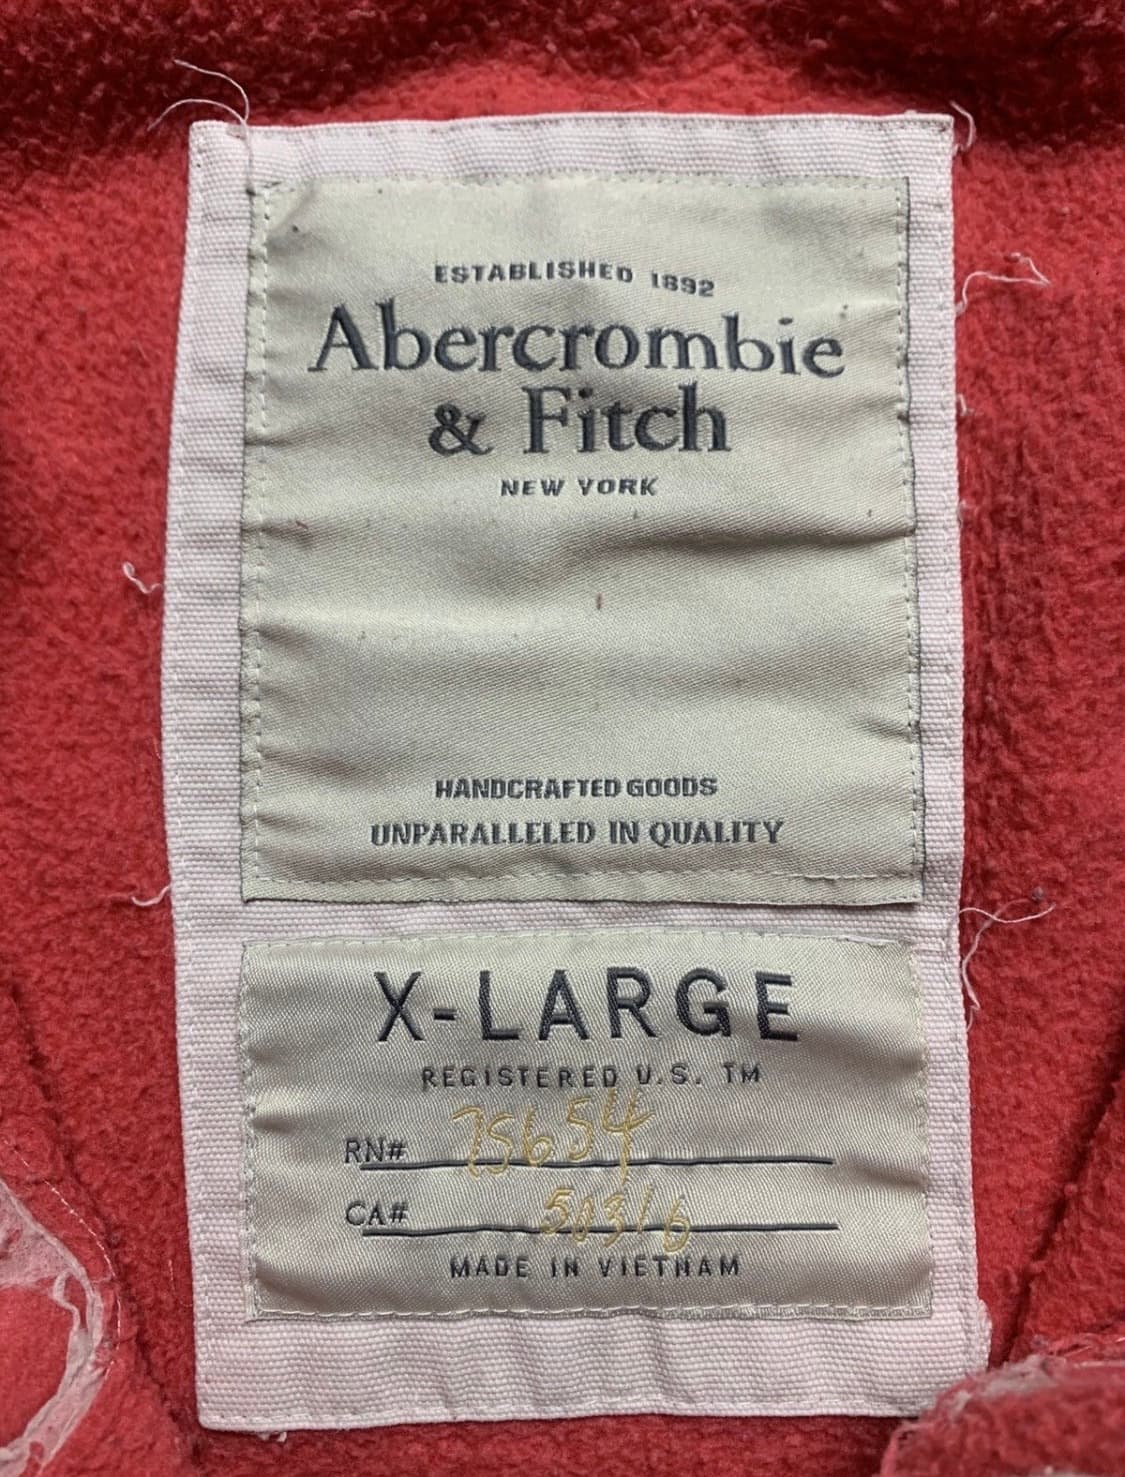 ESTABLISHED 1892
Abercrombie
& Fitch
NEW YORK
HANDCRAFTED GOODS
UNPARALLELED IN QUALITY
X-LARGE
REGISTERED U.S. TM
RN# 75654
CA# 50316
MADE IN VIETNAM